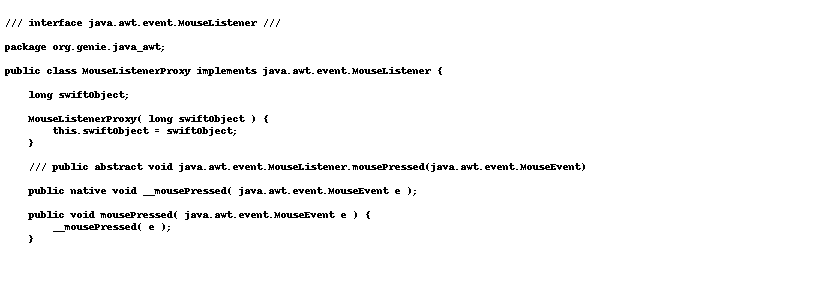 /// interface java.awt.event.MouseListener ///
package org.genie.java_awt;
public class MouseListenerProxy implements java.awt.event.MouseListener {
long swiftObject;
MouseListenerProxy( long swiftObject ) {
this.swiftObject = swiftObject;
}
/// public abstract void java.awt.event.MouseListener.mousePressed(java.awt.event.MouseEvent)
public native void __mousePressed( java.awt.event.MouseEvent e );
public void mousePressed( java.awt.event.MouseEvent e ) {
__mousePressed( e );
}